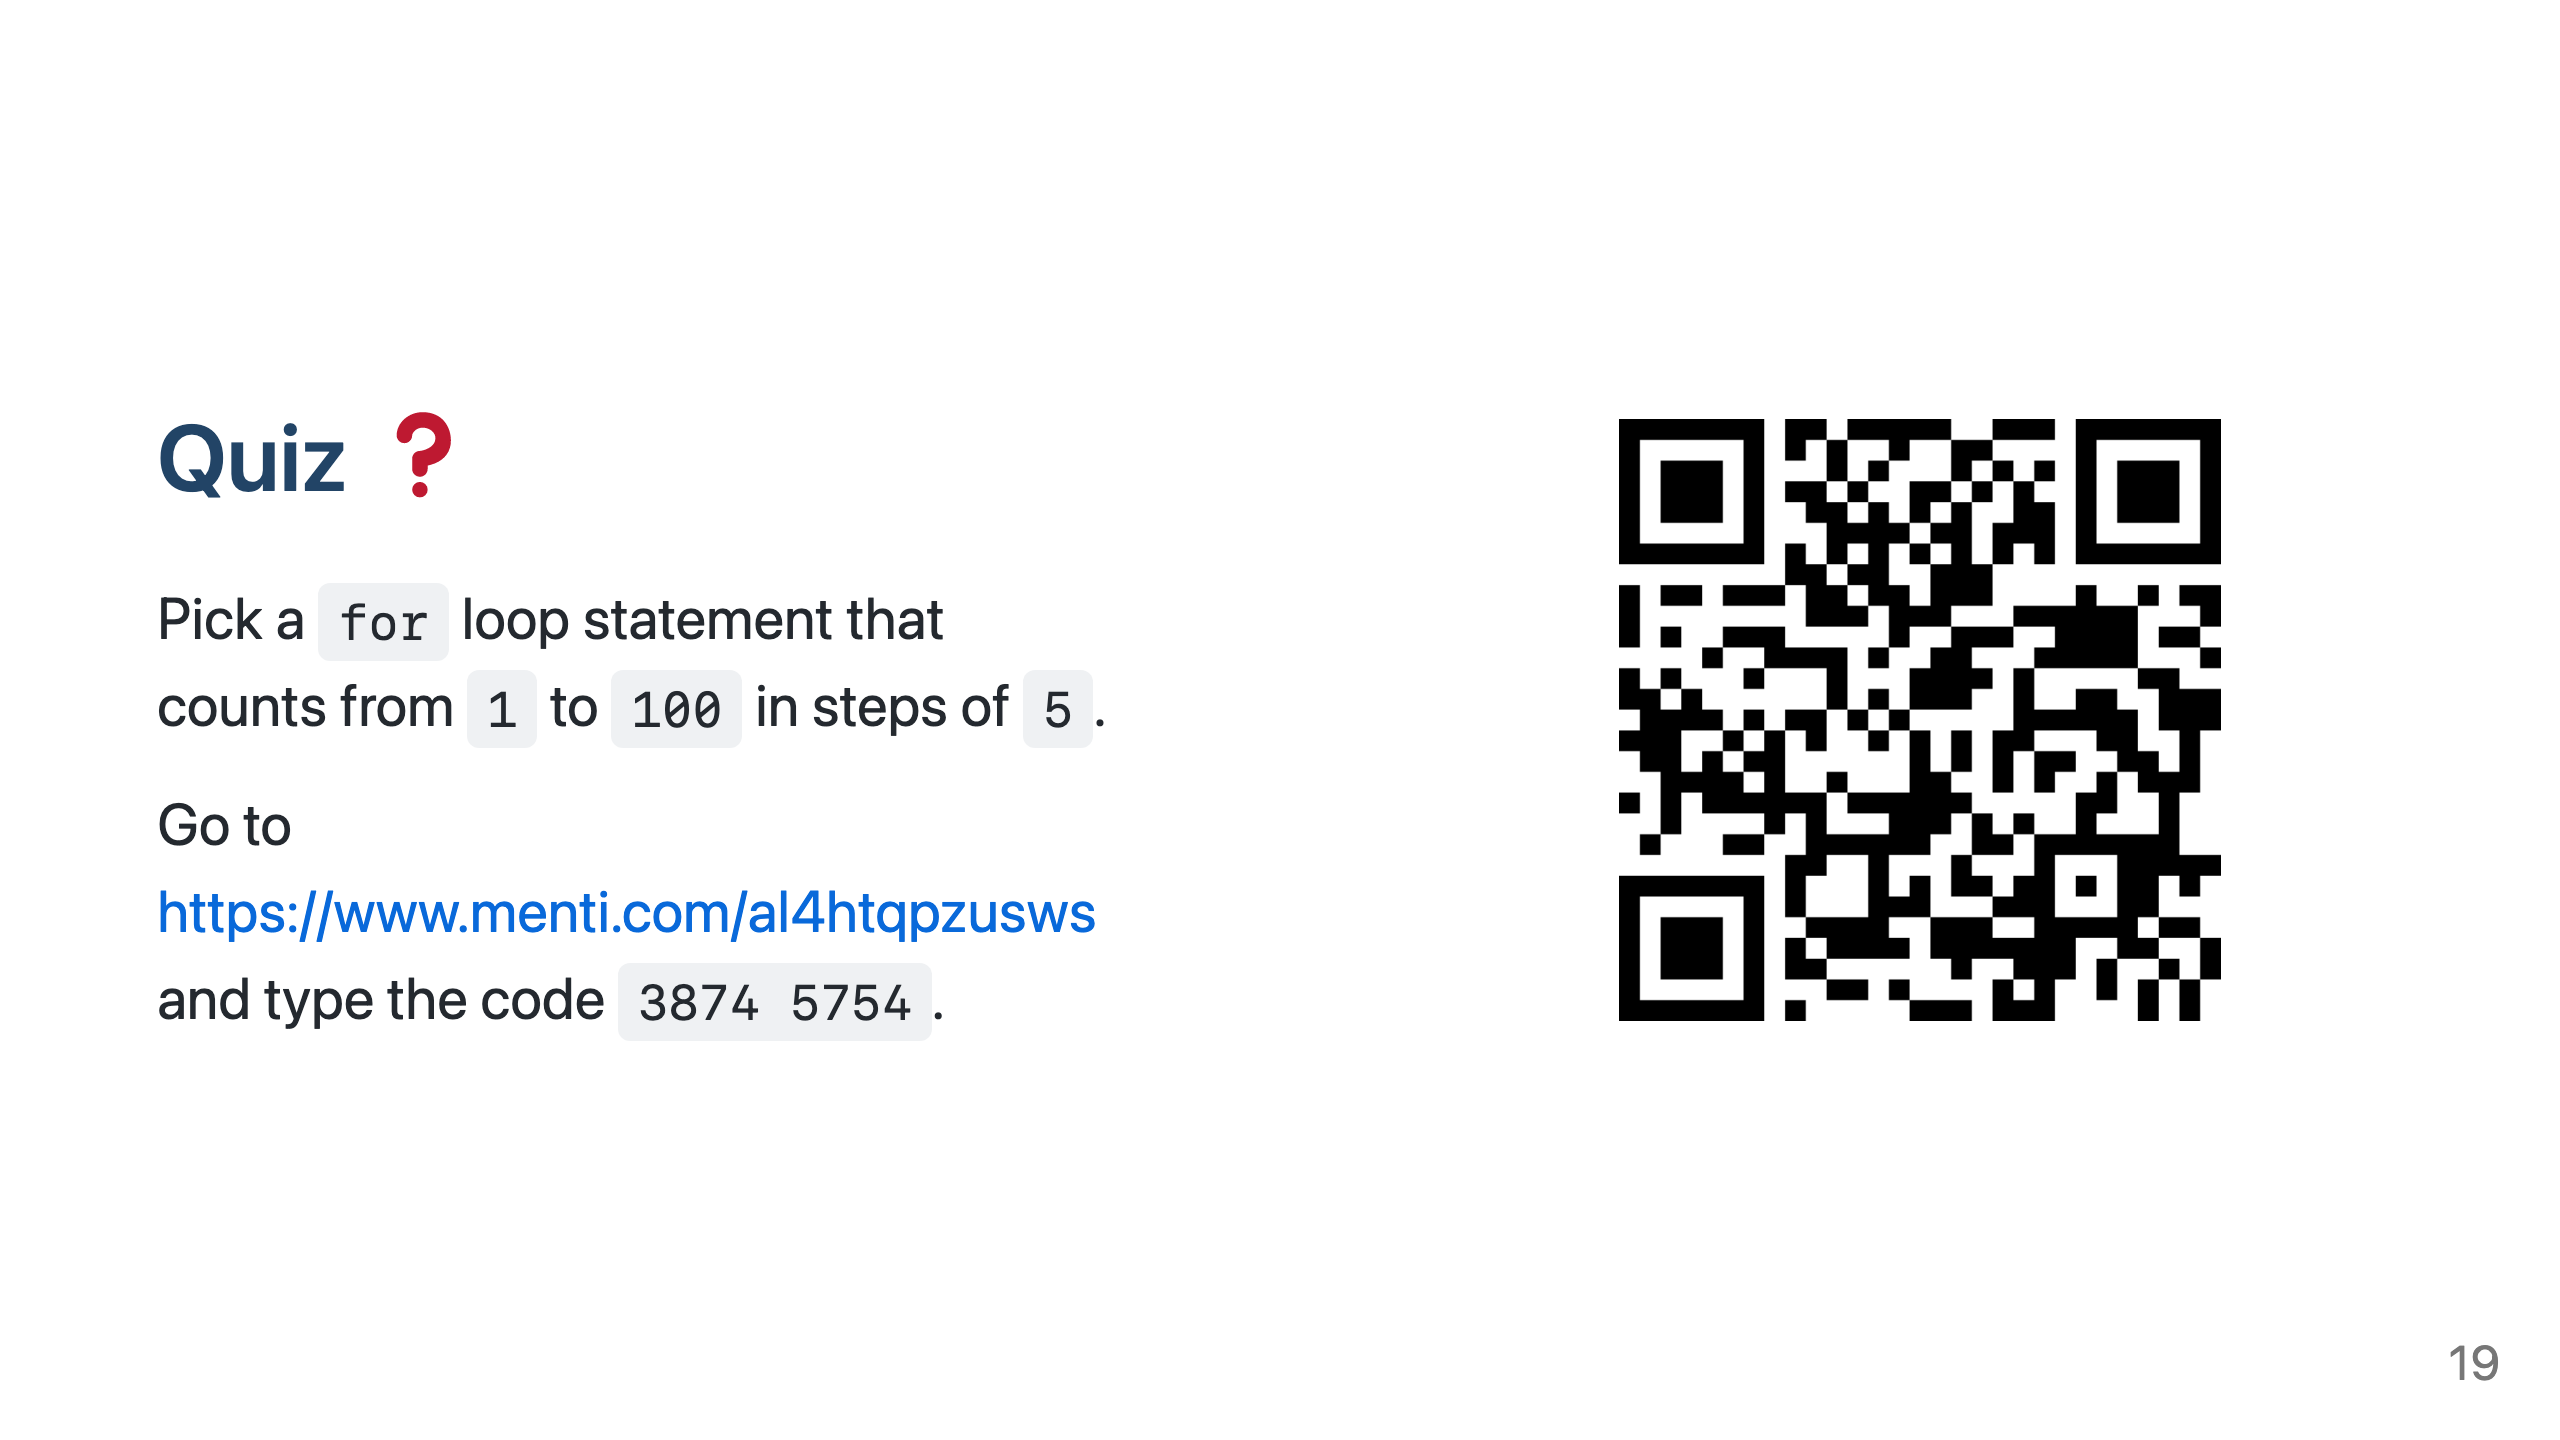 Quiz ❓
Pick a for loop statement that
counts from 1 to 100 in steps of 5.
Go to
https://www.menti.com/al4htqpzusws
and type the code 3874 5754.
19